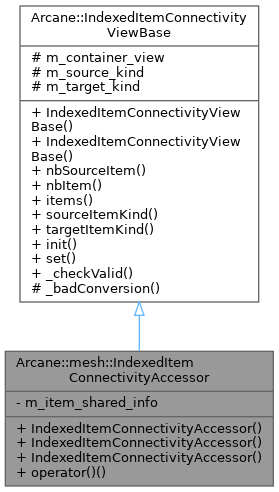 Arcane::IndexedItemConnectivity
ViewBase
# m_container_view
# m_source_kind
# m_target_kind
+ IndexedItemConnectivityView
Base()
+ IndexedItemConnectivityView
Base()
+ nbSourceItem()
+ nbItem()
+ items()
+ sourceItemKind()
+ targetItemKind()
+ init()
+ set()
+ _checkValid()
# _badConversion()
Arcane::mesh::IndexedItem
ConnectivityAccessor
- m_item_shared_info
+ IndexedItemConnectivityAccessor()
+ IndexedItemConnectivityAccessor()
+ IndexedItemConnectivityAccessor()
+ operator()()